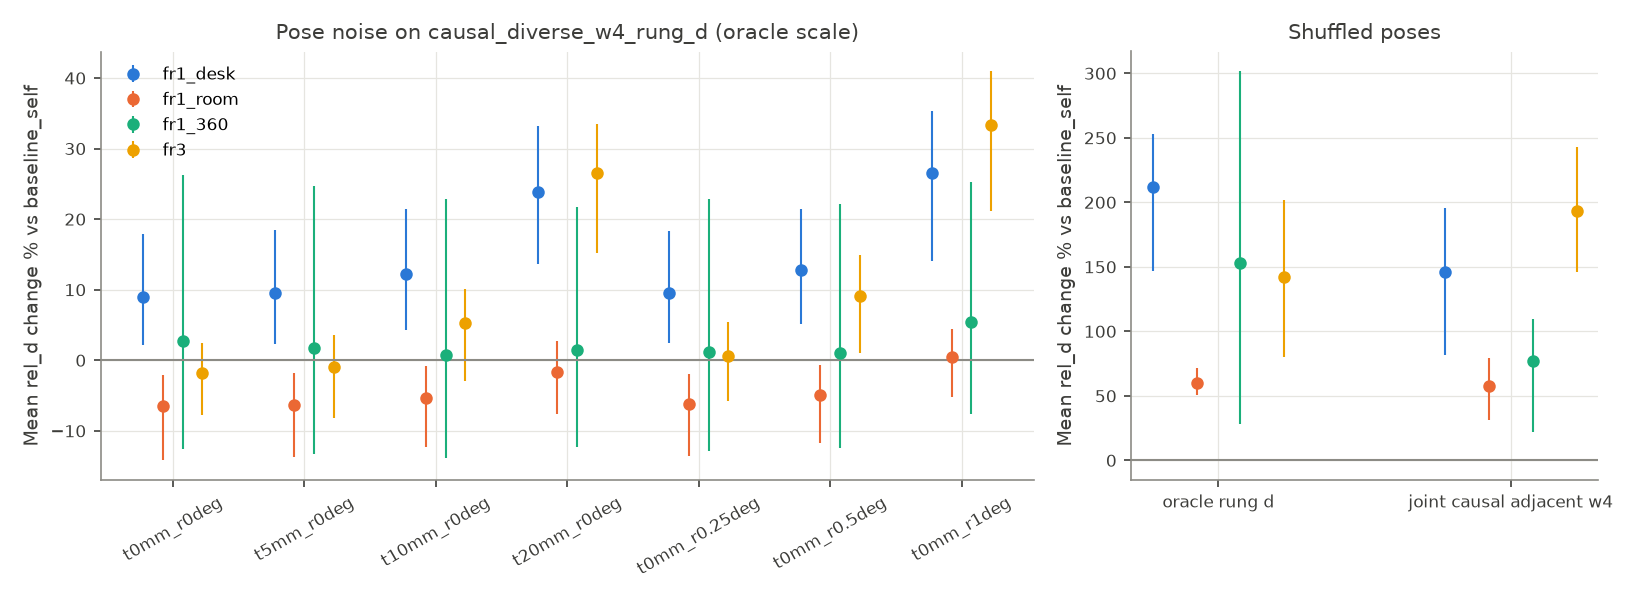 Pose noise on causal_diverse_w4_rung_d (oracle scale)
Mean rel_d change % vs baseline_self
40
30
20
10
0
−10
fr1_desk
fr1_room
fr1_360
fr3
t0mm_r0deg
t5mm_r0deg
t10mm_r0deg
t20mm_r0deg
t0mm_r0.25deg
t0mm_r0.5deg
t0mm_r1deg
Shuffled poses
Mean rel_d change % vs baseline_self
300
250
200
150
100
50
0
oracle rung d
joint causal adjacent w4